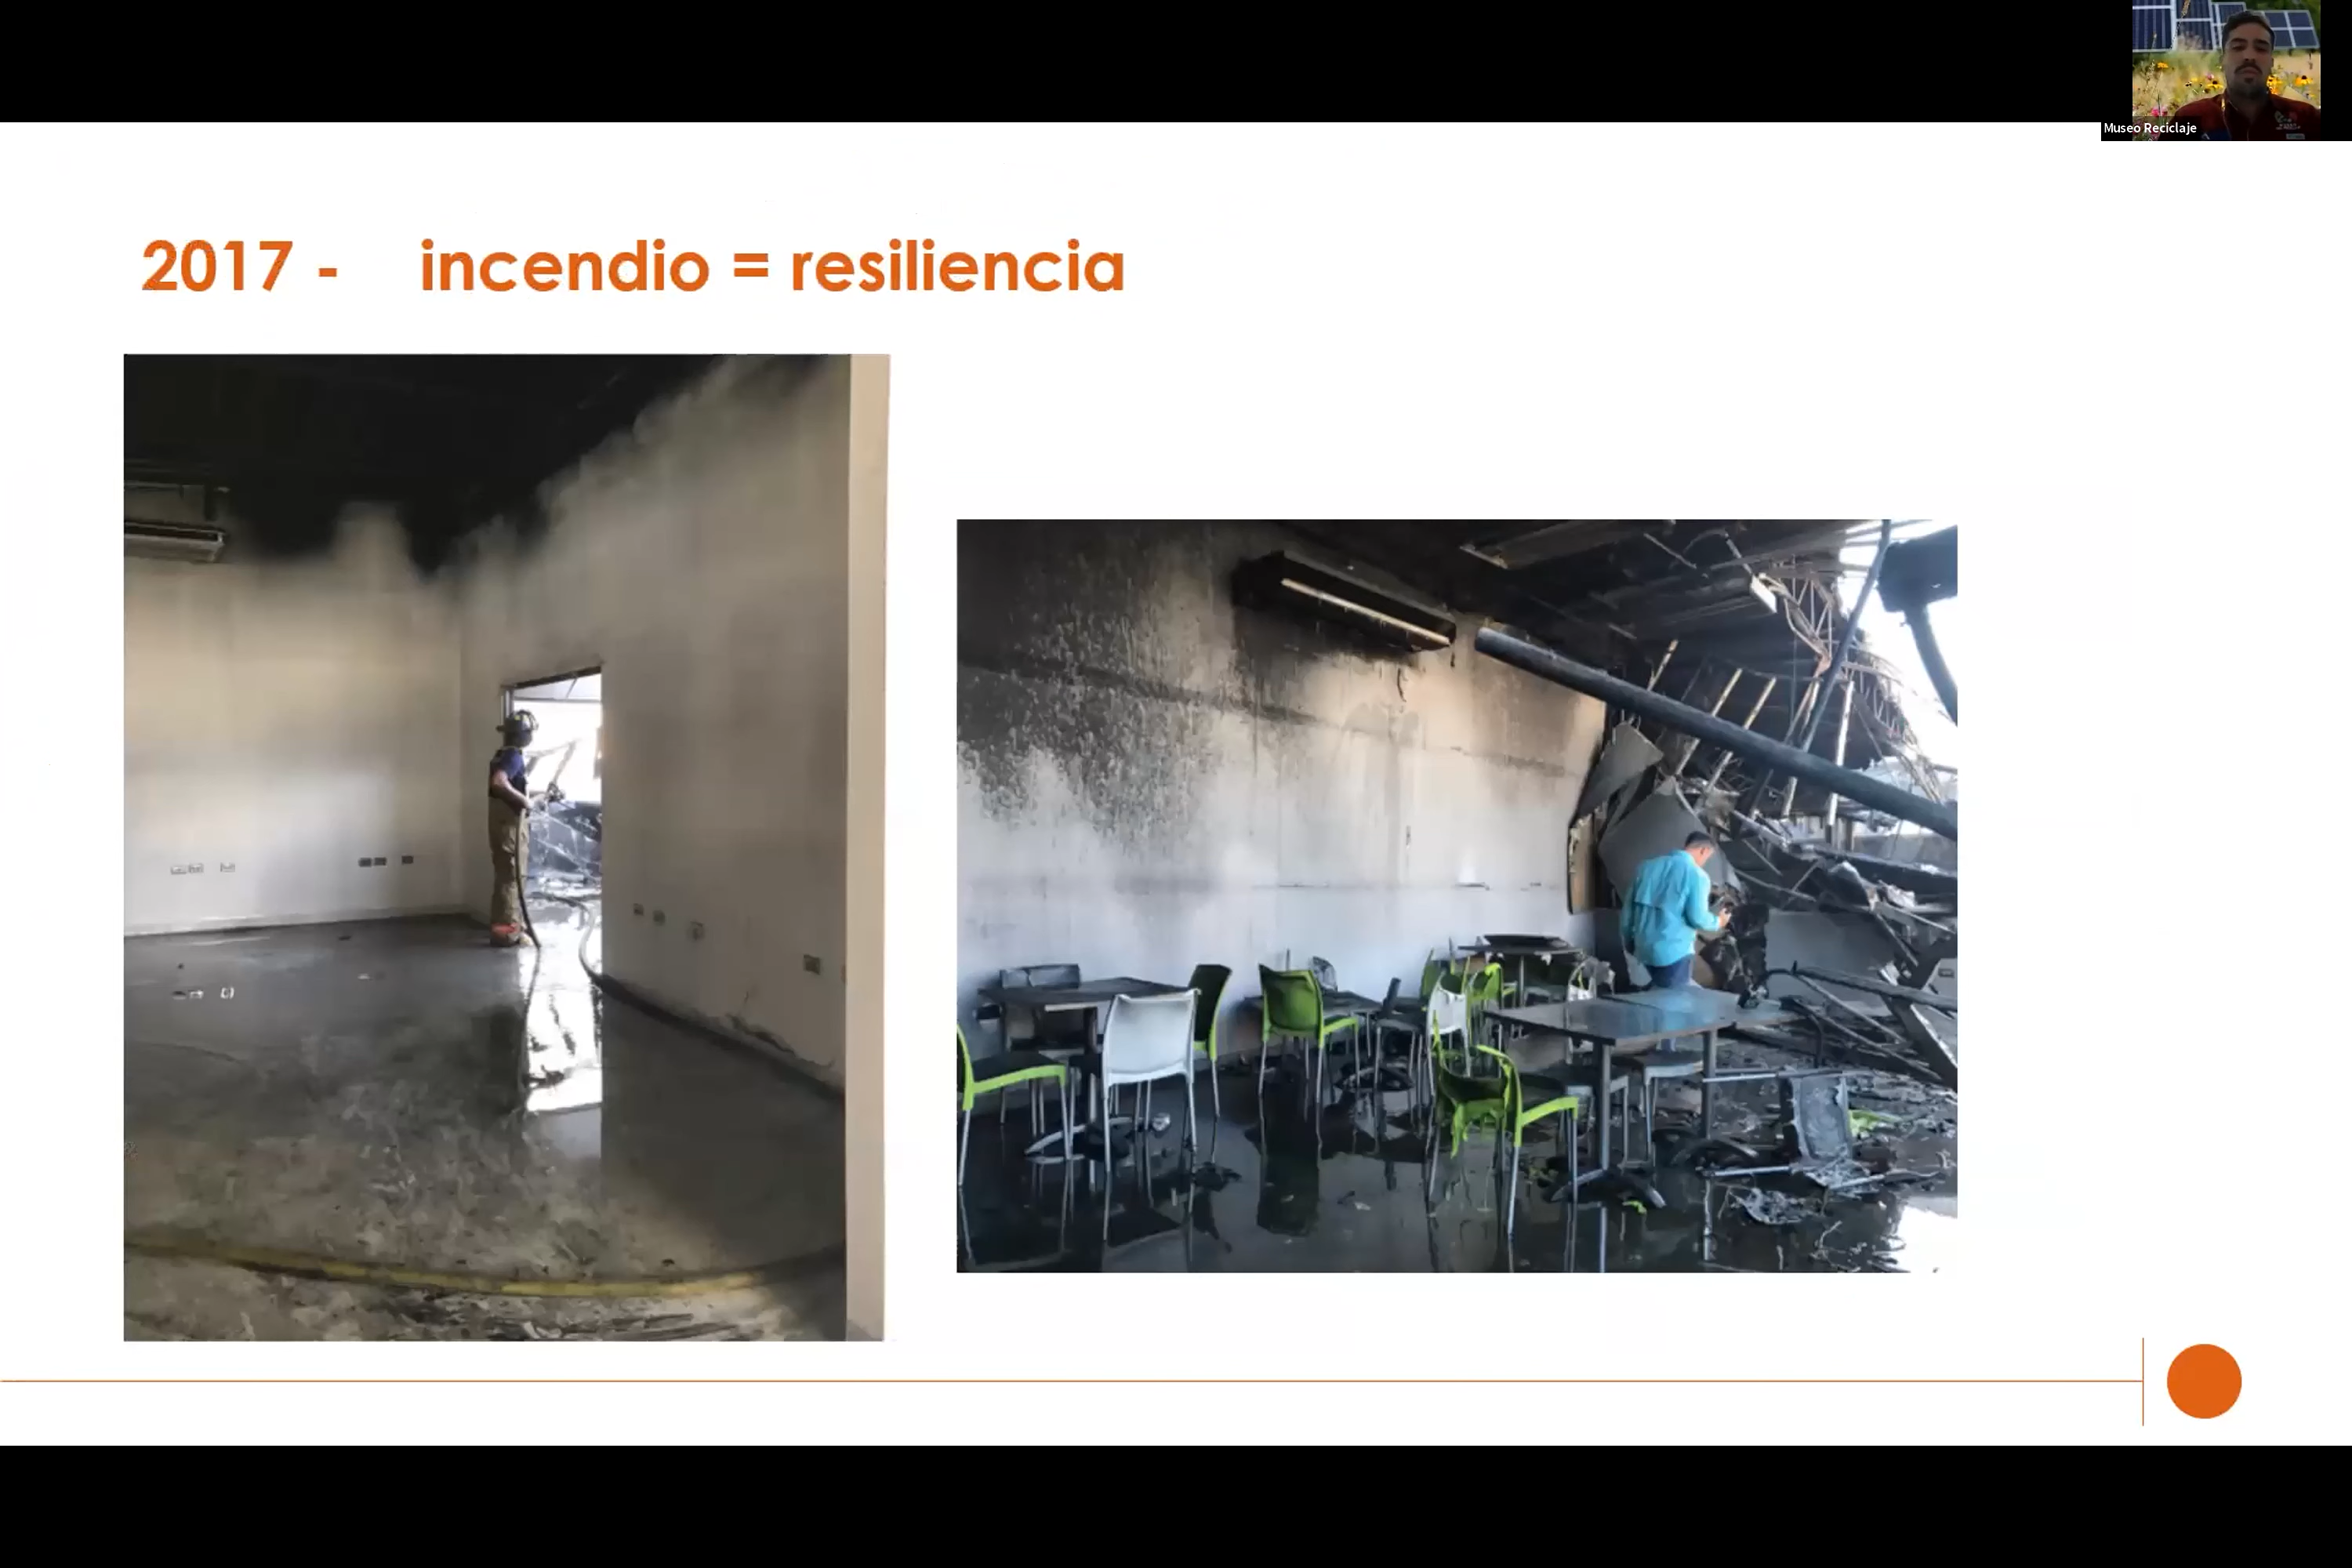 Museo Reciclaje
2017 - incendio = resiliencia